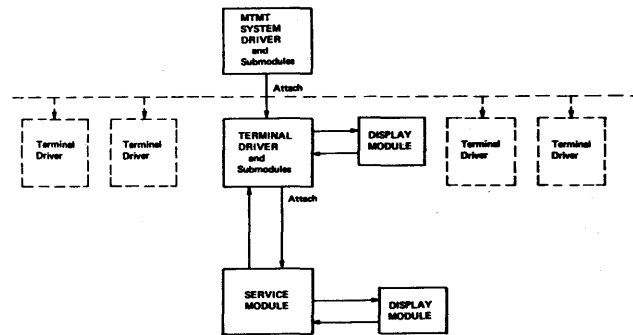 MTMT
SYSTEM
DRIVER
and
Submodules
Attach
Terminal
Driver
Terminal
Driver
TERMINAL
DRIVER
and
Submodules
DISPLAY
MODULE
Terminal
Driver
Terminal
Driver
Attach
SERVICE
MODULE
DISPLAY
MODULE